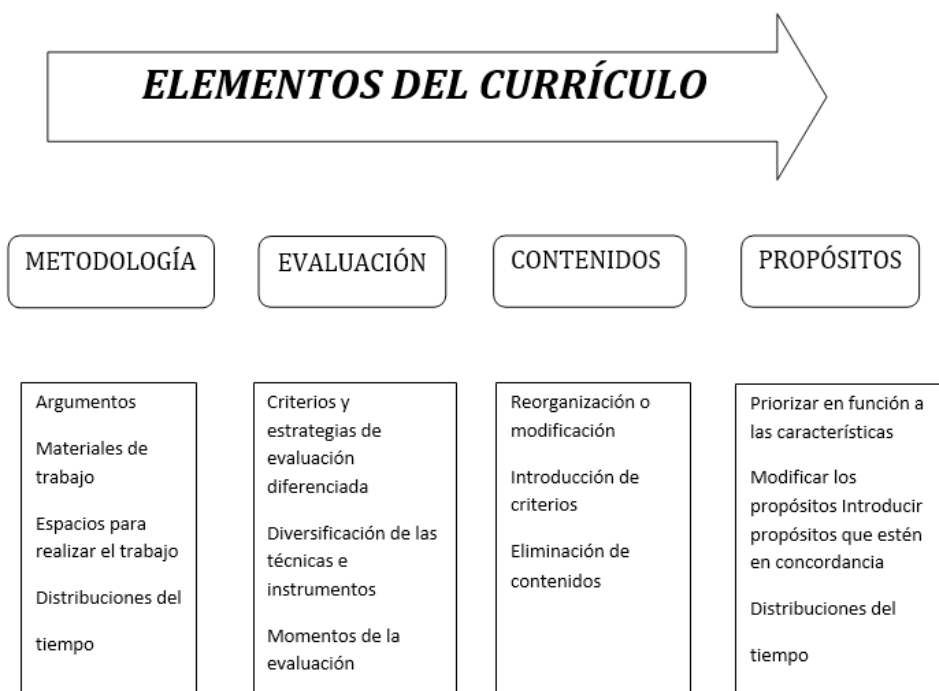 ELEMENTOS DEL CURRÍCULO
METODOLOGÍA
EVALUACIÓN
CONTENIDOS
PROPÓSITOS
Argumentos
Materiales de
trabajo
Espacios para
realizar el trabajo
Distribuciones del
tiempo
Criterios y
estrategias de
evaluación
diferenciada
Diversificación de las
técnicas e
instrumentos
Momentos de la
evaluación
Reorganización o
modificación
Introducción de
criterios
Eliminación de
contenidos
Priorizar en función a
las características
Modificar los
propósitos Introducir
propósitos que estén
en concordancia
Distribuciones del
tiempo